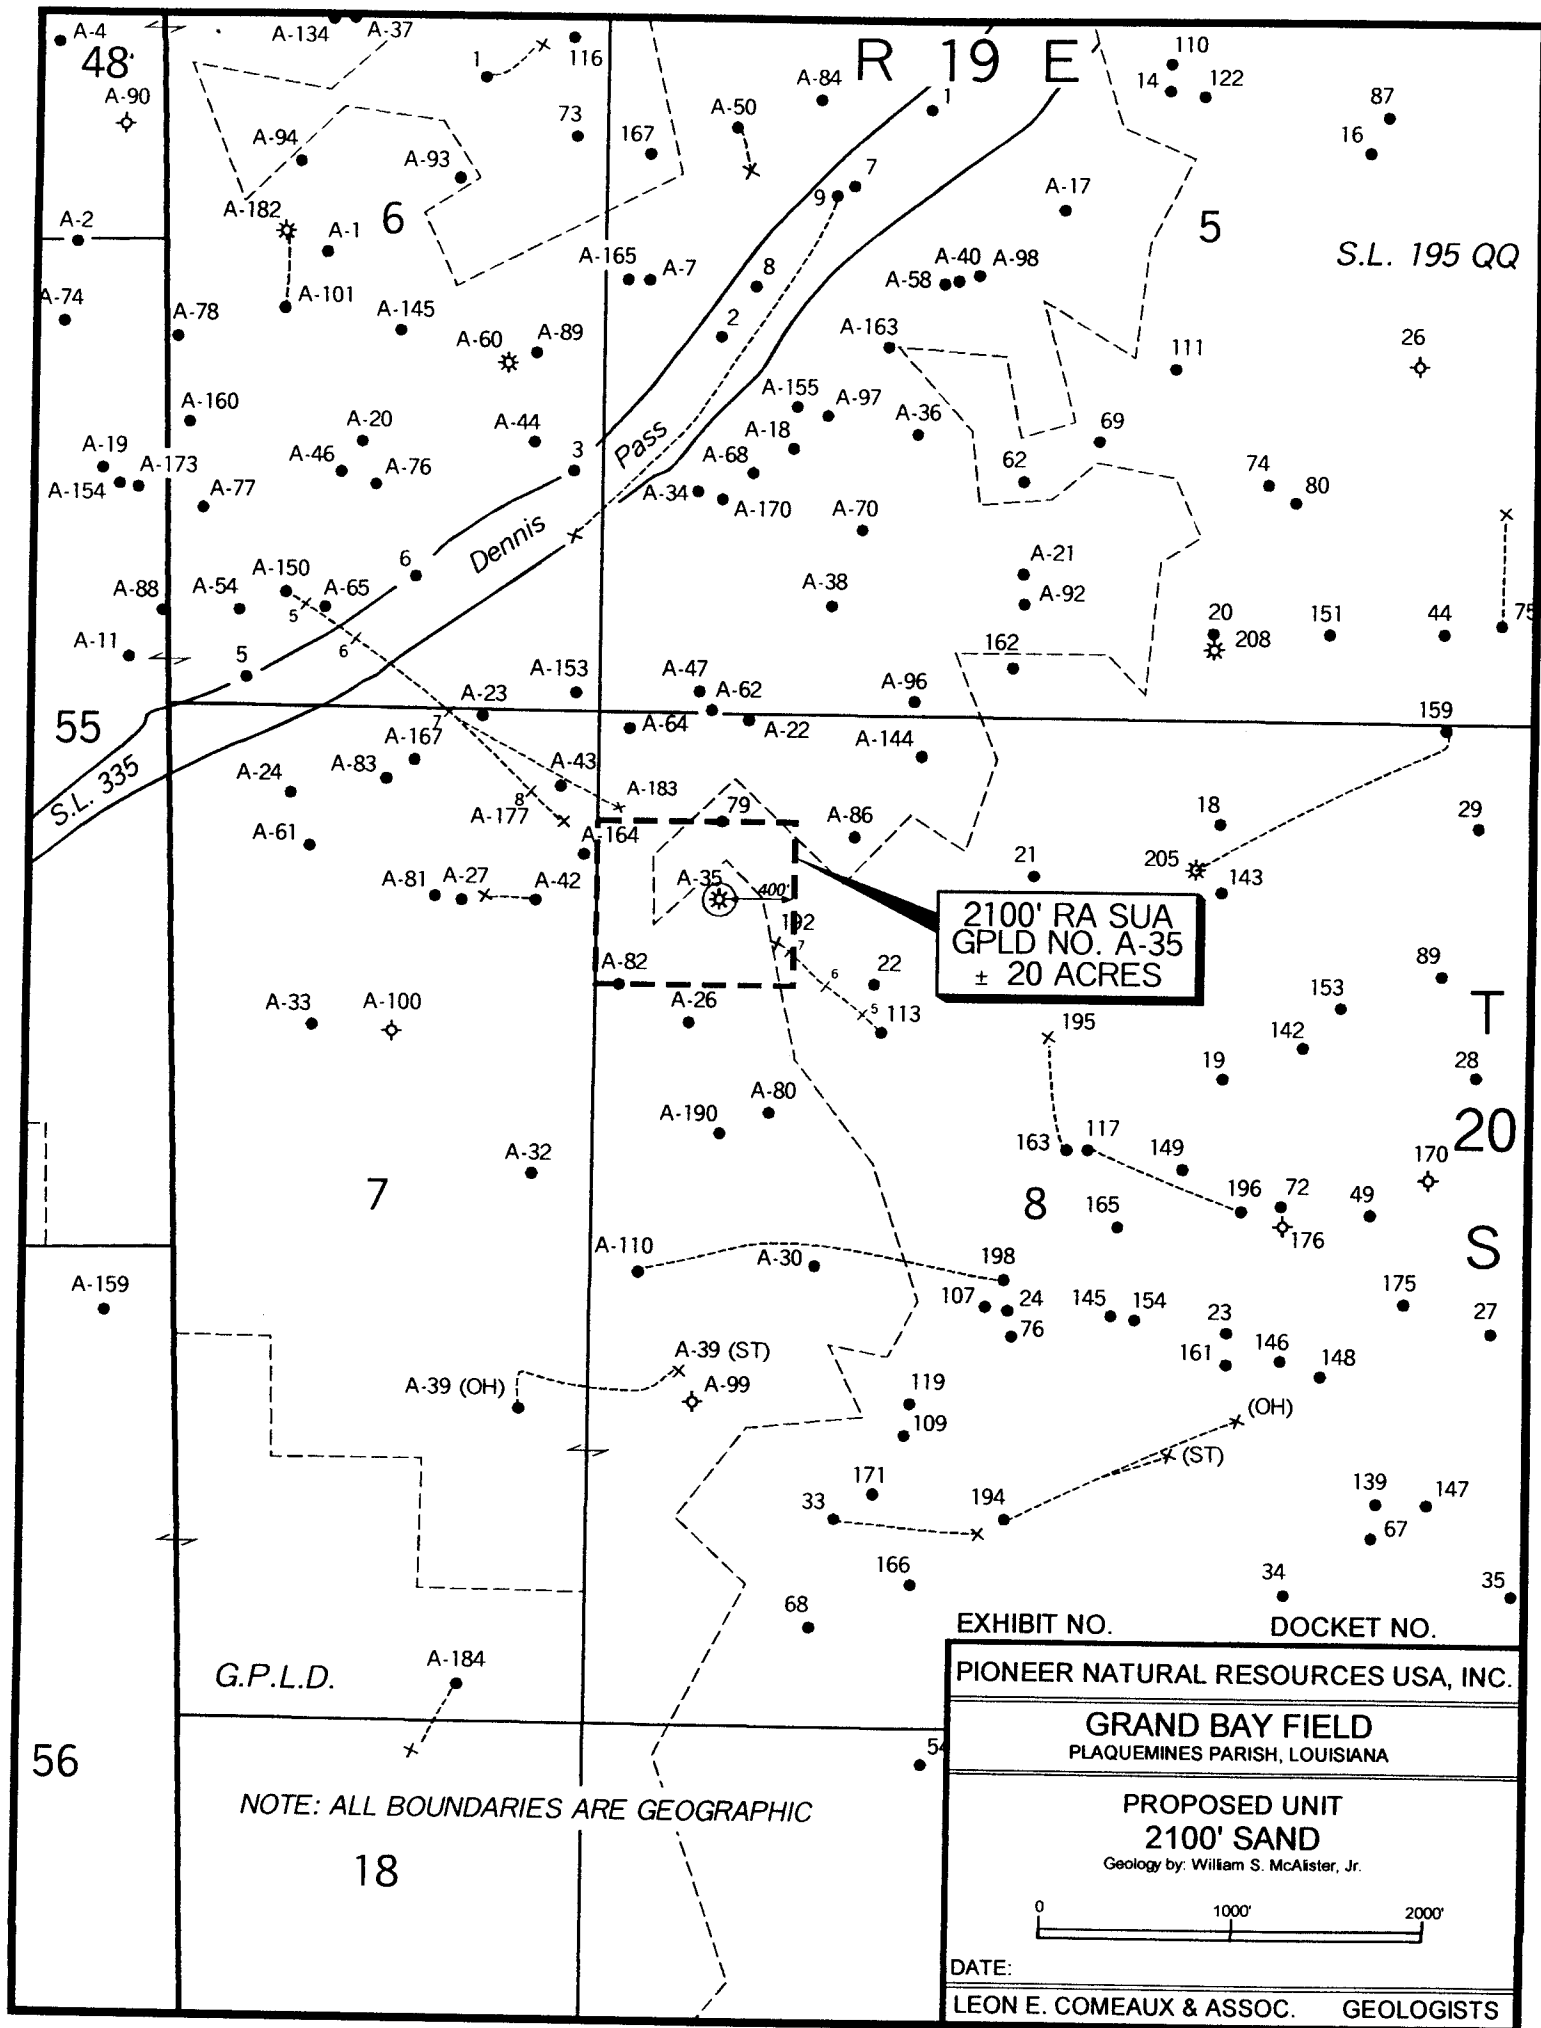 A-4
48'
A-134
A-37
1
116
R 19 E
110
14
122
87
16
A-90
A-94
A-93
73
167
A-50
A-84
1
A-17
A-2
A-182
6
A-1
9
7
5
S.L. 195 QQ
A-165
A-7
8
A-58
A-40
A-98
A-74
A-78
A-101
A-145
A-60
A-89
2
A-163
111
26
A-160
A-20
A-44
3
Pass
A-155
A-97
A-18
A-36
69
A-19
A-173
A-154
A-46
A-76
A-77
A-68
A-34
A-170
A-70
62
74
80
Dennis
A-88
A-54
A-150
5
A-65
6
6
A-38
A-21
A-92
20
208
151
44
75
A-11
5
A-153
A-47
A-62
A-96
162
55
A-23
7
A-64
A-22
A-144
159
S.L. 335
A-24
A-83
A-167
A-43
8
A-177
A-183
79
A-86
18
29
A-61
A-164
205
21
143
A-81
A-27
A-42
A-35
400'
192
7
6
5
2100' RA SUA
GPLD NO. A-35
± 20 ACRES
A-82
22
89
A-33
A-100
A-26
113
153
T
195
142
19
28
A-190
A-80
20
A-32
163
117
149
170
7
8
165
196
72
176
49
S
A-110
A-30
198
A-159
107
24
76
145
154
23
161
146
148
175
27
A-39 (ST)
A-39 (OH)
A-99
119
109
(OH)
(ST)
171
33
194
139
147
67
166
34
35
68
EXHIBIT NO.
DOCKET NO.
G.P.L.D.
A-184
PIONEER NATURAL RESOURCES USA, INC.
GRAND BAY FIELD
PLAQUEMINES PARISH, LOUISIANA
56
54
NOTE: ALL BOUNDARIES ARE GEOGRAPHIC
18
PROPOSED UNIT
2100' SAND
Geology by: William S. McAlister, Jr.
0 1000' 2000'
DATE:
LEON E. COMEAUX & ASSOC. GEOLOGISTS